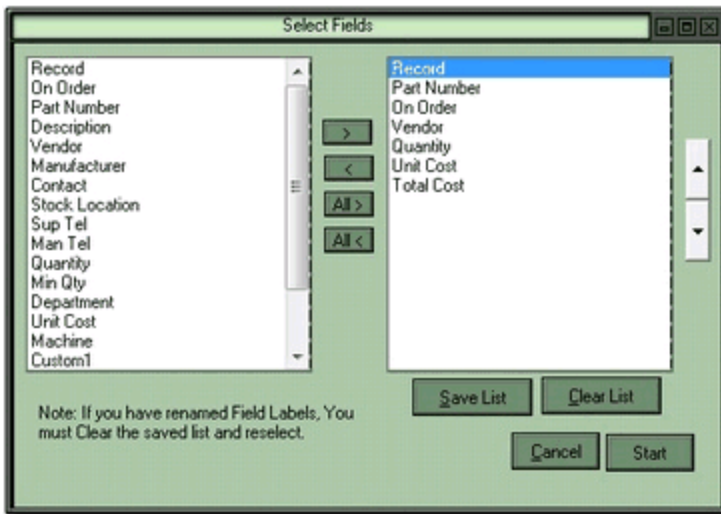 Select Fields
Record
On Order
Part Number
Description
Vendor
Manufacturer
Contact
Stock Location
Sup Tel
Man Tel
Quantity
Min Qty
Department
Unit Cost
Machine
Custom1
>
<
All >
All <
Record
Part Number
On Order
Vendor
Quantity
Unit Cost
Total Cost
Save List
Clear List
Note: If you have renamed Field Labels, You
must Clear the saved list and reselect.
Cancel
Start